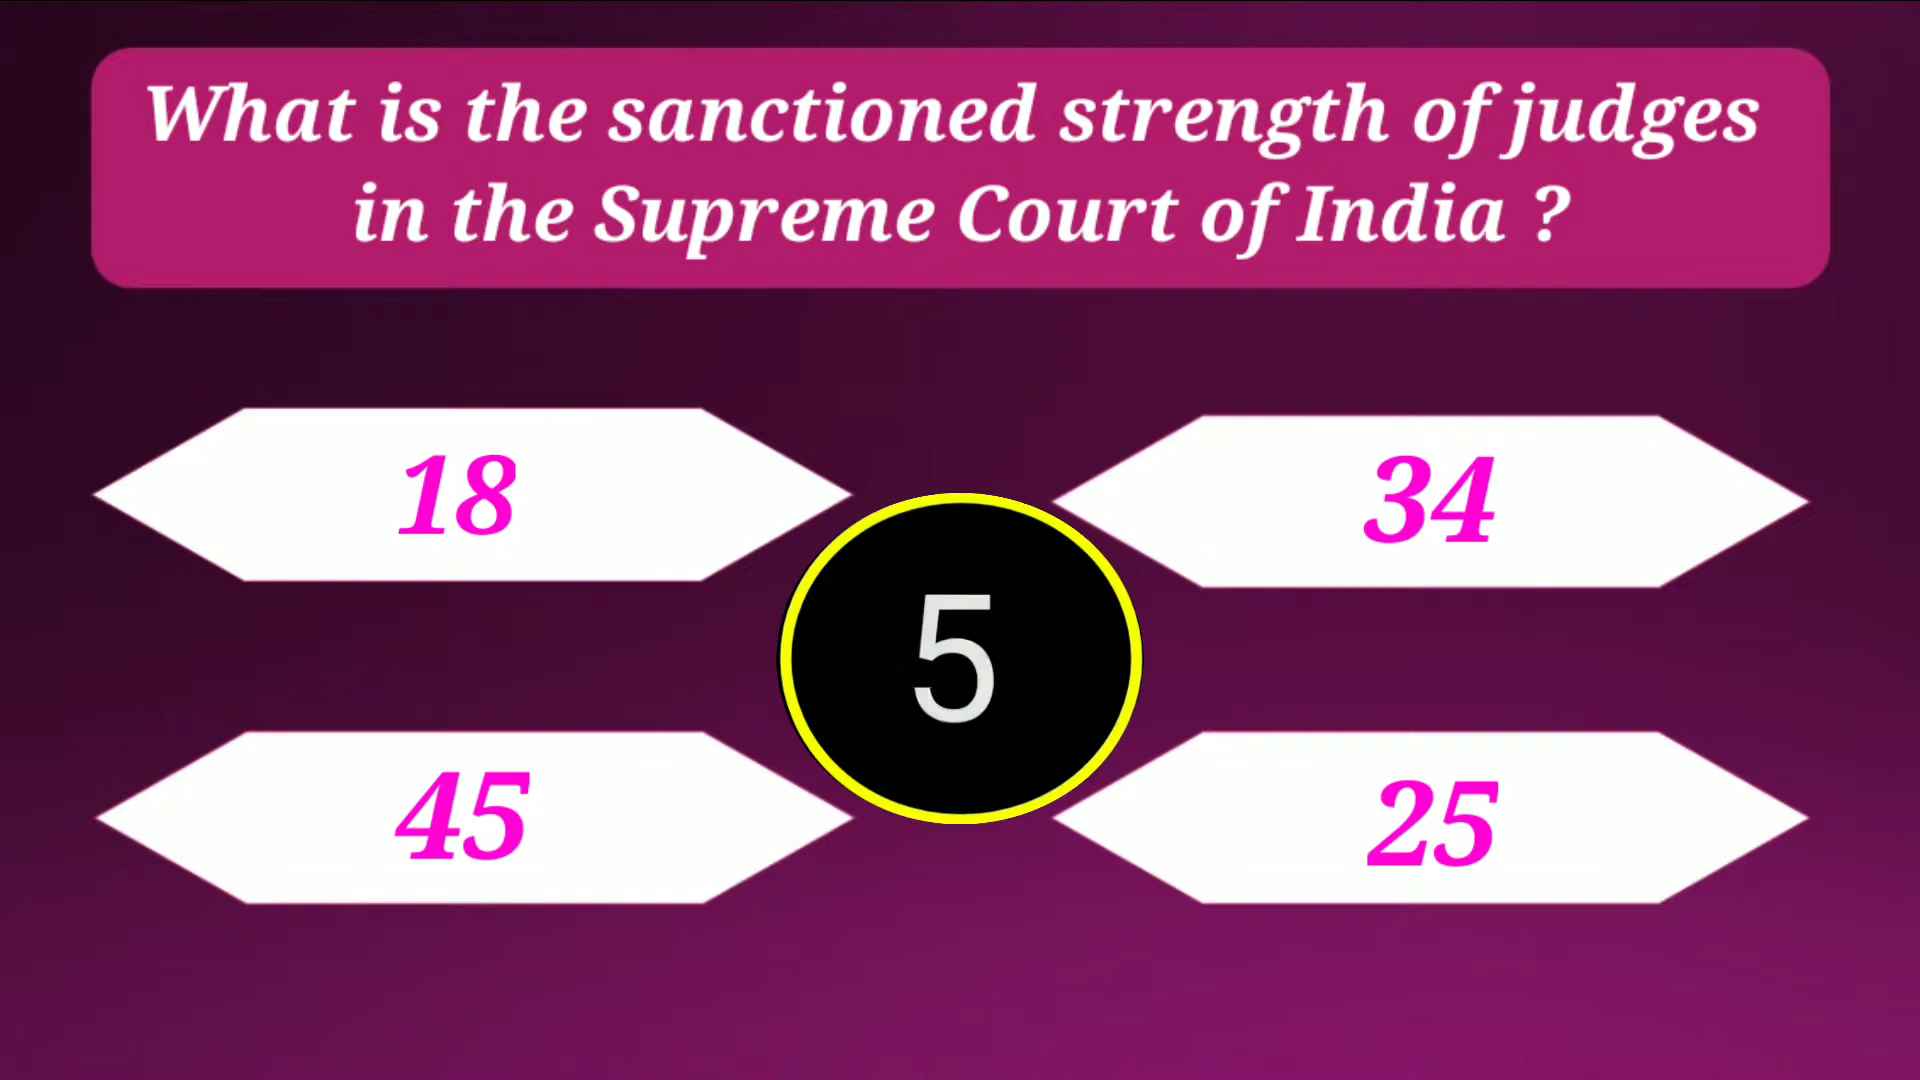 What is the sanctioned strength of judges
in the Supreme Court of India ?
18
34
5
45
25